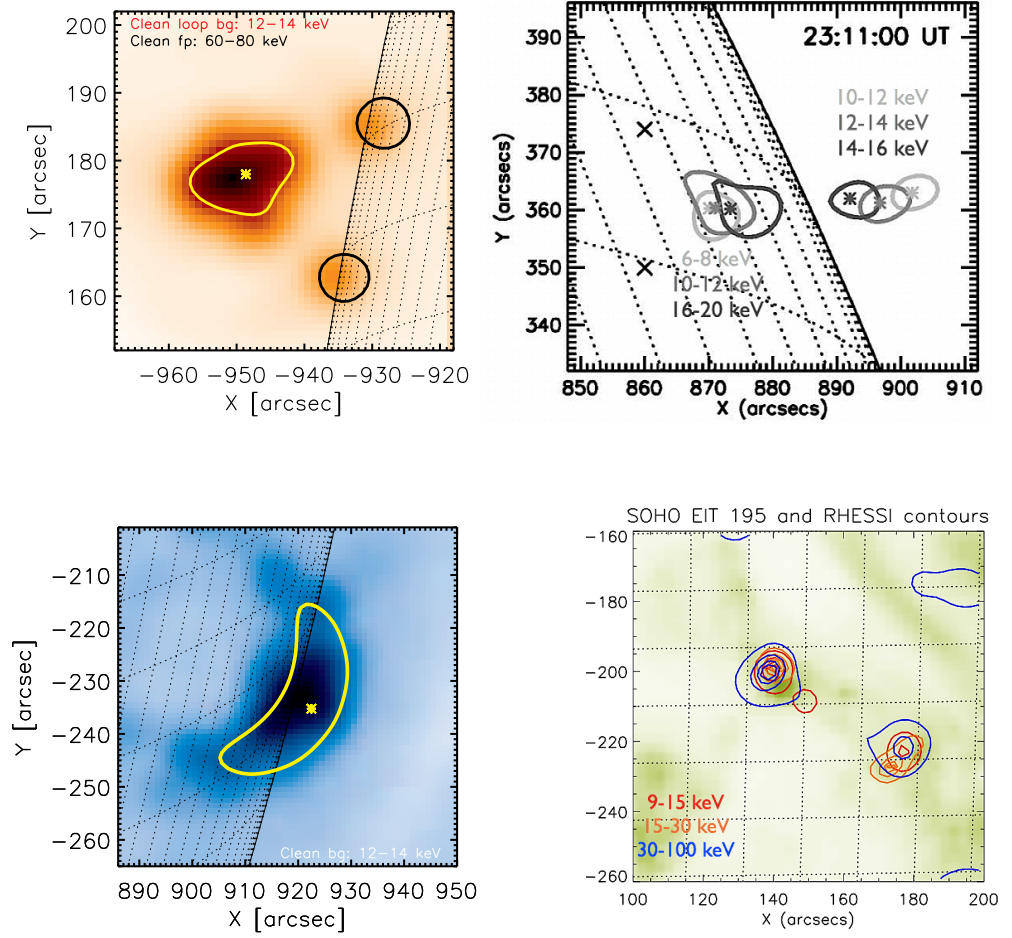 Clean loop bg: 12-14 keV
Clean fp: 60-80 keV
200
190
180
170
160
Y [arcsec]
-960 -950 -940 -930 -920
X [arcsec]
23:11:00 UT
10-12 keV
12-14 keV
14-16 keV
6-8 keV
10-12 keV
16-20 keV
390
380
370
360
350
340
Y (arcsecs)
850 860 870 880 890 900 910
X (arcsecs)
-210
-220
-230
-240
-250
-260
Y [arcsec]
Clean bg: 12-14 keV
890 900 910 920 930 940 950
X [arcsec]
SOHO EIT 195 and RHESSI contours
-160
-180
-200
-220
-240
-260
Y (arcsecs)
9-15 keV
15-30 keV
30-100 keV
100 120 140 160 180 200
X (arcsecs)